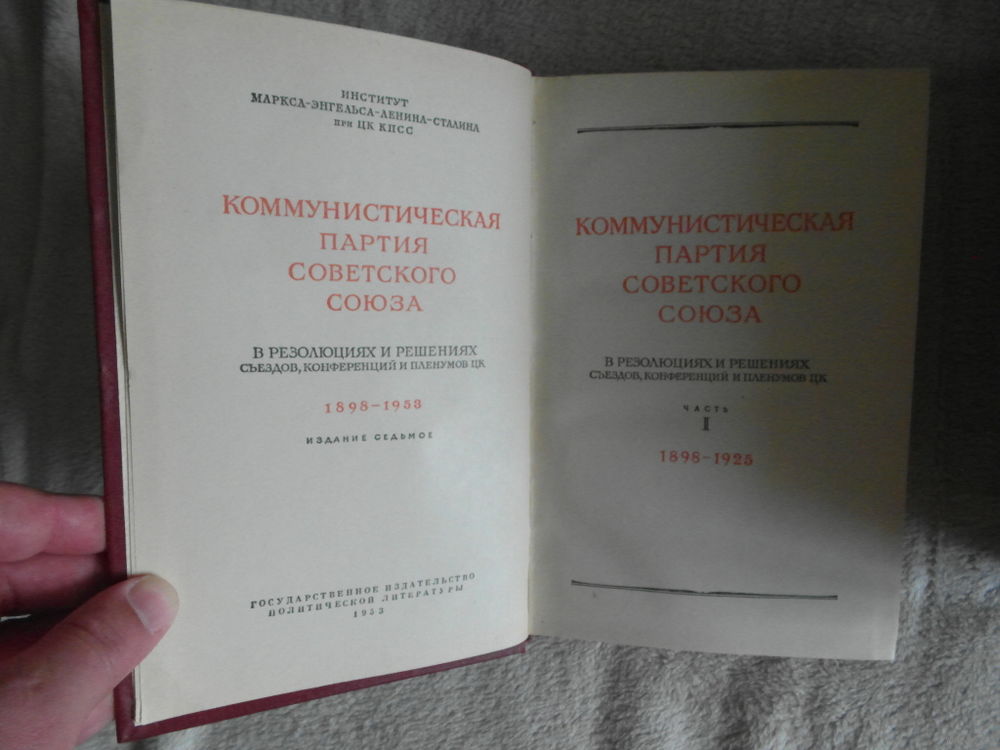 ИНСТИТУТ
МАРКСА-ЭНГЕЛЬСА-ЛЕНИНА-СТАЛИНА
при ЦК КПСС
КОММУНИСТИЧЕСКАЯ
ПАРТИЯ
СОВЕТСКОГО
СОЮЗА
В РЕЗОЛЮЦИЯХ И РЕШЕНИЯХ
СЪЕЗДОВ, КОНФЕРЕНЦИЙ И ПЛЕНУМОВ ЦК
1898-1953
ИЗДАНИЕ СЕДЬМОЕ
ГОСУДАРСТВЕННОЕ ИЗДАТЕЛЬСТВО
ПОЛИТИЧЕСКОЙ ЛИТЕРАТУРЫ
1953
КОММУНИСТИЧЕСКАЯ
ПАРТИЯ
СОВЕТСКОГО
СОЮЗА
В РЕЗОЛЮЦИЯХ И РЕШЕНИЯХ
СЪЕЗДОВ, КОНФЕРЕНЦИЙ И ПЛЕНУМОВ ЦК
ЧАСТЬ
I
1898-1925